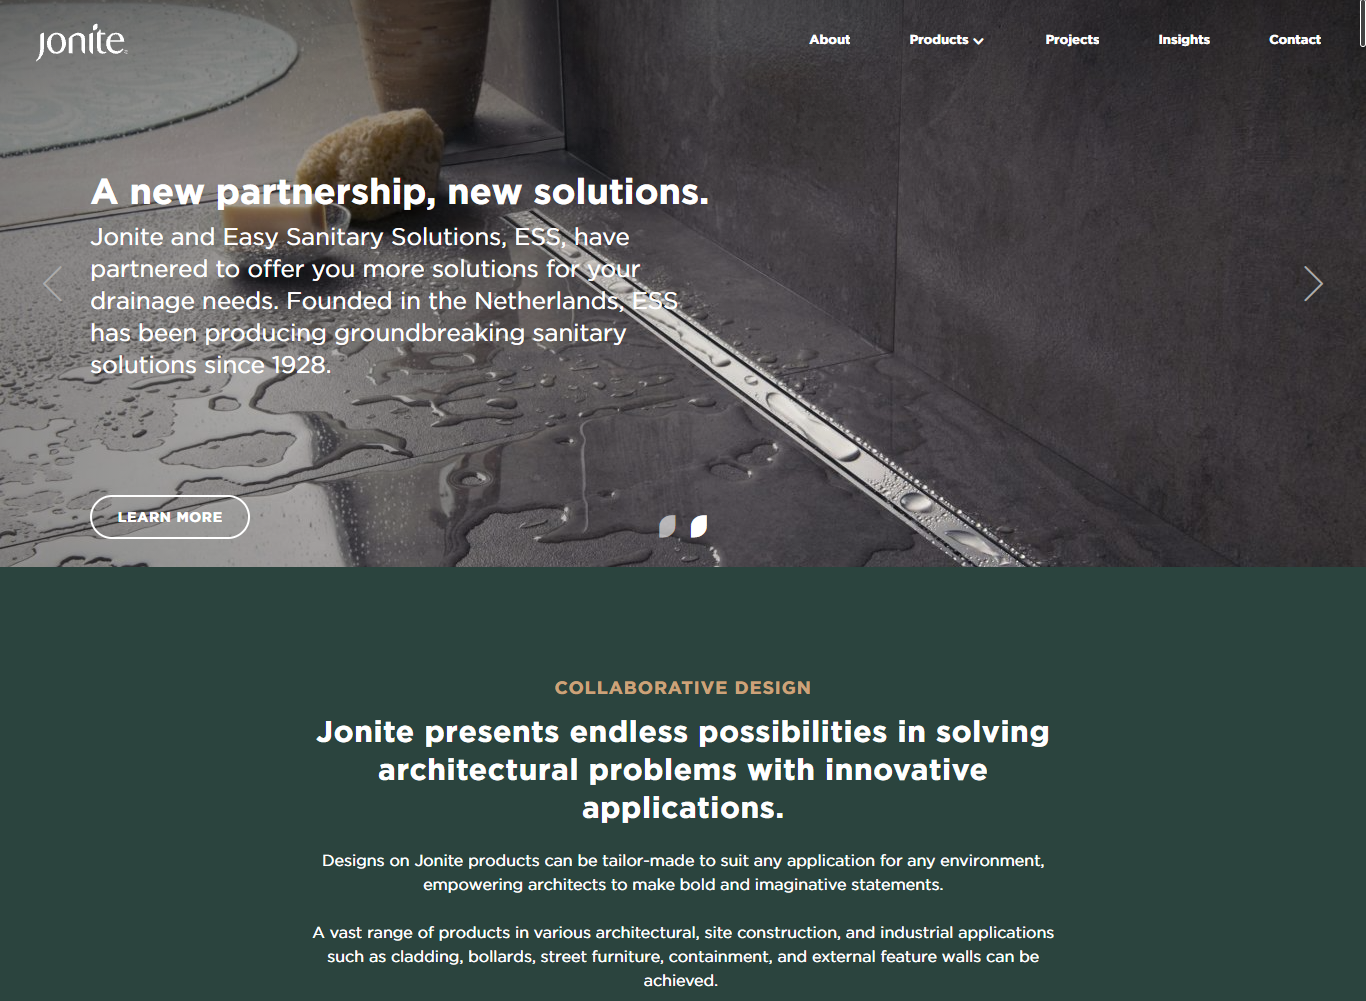 Jonite
About Products Projects Insights Contact
A new partnership, new solutions.
Jonite and Easy Sanitary Solutions, ESS, have
partnered to offer you more solutions for your
drainage needs. Founded in the Netherlands, ESS
has been producing groundbreaking sanitary
solutions since 1928.
LEARN MORE
COLLABORATIVE DESIGN
Jonite presents endless possibilities in solving
architectural problems with innovative
applications.
Designs on Jonite products can be tailor-made to suit any application for any environment,
empowering architects to make bold and imaginative statements.
A vast range of products in various architectural, site construction, and industrial applications
such as cladding, bollards, street furniture, containment, and external feature walls can be
achieved.